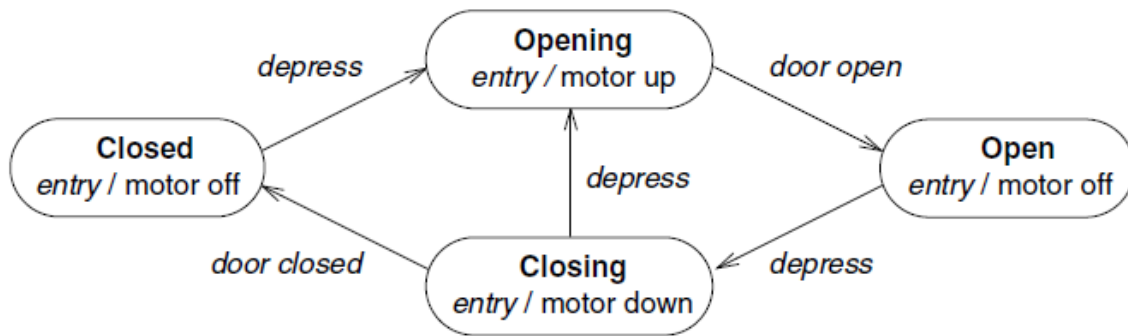 Opening
entry / motor up
depress
door open
Closed
entry / motor off
Open
entry / motor off
depress
door closed
depress
Closing
entry / motor down